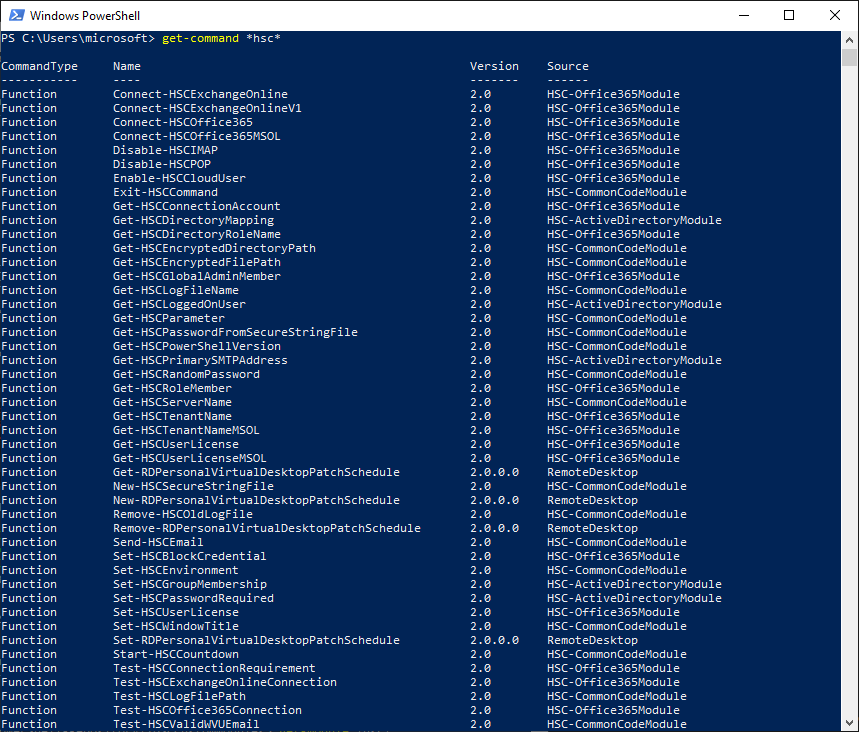 Windows PowerShell
PS C:\Users\microsoft> get-command *hsc*
CommandType Name Version Source
----------- ---- ------- ------
Function Connect-HSCExchangeOnline 2.0 HSC-Office365Module
Function Connect-HSCExchangeOnlineV1 2.0 HSC-Office365Module
Function Connect-HSCOffice365 2.0 HSC-Office365Module
Function Connect-HSCOffice365MSOL 2.0 HSC-Office365Module
Function Disable-HSCIMAP 2.0 HSC-Office365Module
Function Disable-HSCPOP 2.0 HSC-Office365Module
Function Enable-HSCCloudUser 2.0 HSC-Office365Module
Function Exit-HSCCommand 2.0 HSC-CommonCodeModule
Function Get-HSCConnectionAccount 2.0 HSC-Office365Module
Function Get-HSCDirectoryMapping 2.0 HSC-ActiveDirectoryModule
Function Get-HSCDirectoryRoleName 2.0 HSC-Office365Module
Function Get-HSCEncryptedDirectoryPath 2.0 HSC-CommonCodeModule
Function Get-HSCEncryptedFilePath 2.0 HSC-CommonCodeModule
Function Get-HSCGlobalAdminMember 2.0 HSC-Office365Module
Function Get-HSCLogFileName 2.0 HSC-CommonCodeModule
Function Get-HSCLoggedOnUser 2.0 HSC-ActiveDirectoryModule
Function Get-HSCParameter 2.0 HSC-CommonCodeModule
Function Get-HSCPasswordFromSecureStringFile 2.0 HSC-CommonCodeModule
Function Get-HSCPowerShellVersion 2.0 HSC-CommonCodeModule
Function Get-HSCPrimarySMTPAddress 2.0 HSC-ActiveDirectoryModule
Function Get-HSCRandomPassword 2.0 HSC-CommonCodeModule
Function Get-HSCRoleMember 2.0 HSC-Office365Module
Function Get-HSCServerName 2.0 HSC-CommonCodeModule
Function Get-HSCTenantName 2.0 HSC-Office365Module
Function Get-HSCTenantNameMSOL 2.0 HSC-Office365Module
Function Get-HSCUserLicense 2.0 HSC-Office365Module
Function Get-HSCUserLicenseMSOL 2.0 HSC-Office365Module
Function Get-RDPersonalVirtualDesktopPatchSchedule 2.0.0.0 RemoteDesktop
Function New-HSCSecureStringFile 2.0 HSC-CommonCodeModule
Function New-RDPersonalVirtualDesktopPatchSchedule 2.0.0.0 RemoteDesktop
Function Remove-HSCOldLogFile 2.0 HSC-CommonCodeModule
Function Remove-RDPersonalVirtualDesktopPatchSchedule 2.0.0.0 RemoteDesktop
Function Send-HSCEmail 2.0 HSC-CommonCodeModule
Function Set-HSCBlockCredential 2.0 HSC-Office365Module
Function Set-HSCEnvironment 2.0 HSC-CommonCodeModule
Function Set-HSCGroupMembership 2.0 HSC-ActiveDirectoryModule
Function Set-HSCPasswordRequired 2.0 HSC-ActiveDirectoryModule
Function Set-HSCUserLicense 2.0 HSC-Office365Module
Function Set-HSCWindowTitle 2.0 HSC-CommonCodeModule
Function Set-RDPersonalVirtualDesktopPatchSchedule 2.0.0.0 RemoteDesktop
Function Start-HSCCountdown 2.0 HSC-CommonCodeModule
Function Test-HSCConnectionRequirement 2.0 HSC-Office365Module
Function Test-HSCExchangeOnlineConnection 2.0 HSC-Office365Module
Function Test-HSCLogFilePath 2.0 HSC-CommonCodeModule
Function Test-HSCOffice365Connection 2.0 HSC-Office365Module
Function Test-HSCValidWVUEmail 2.0 HSC-CommonCodeModule